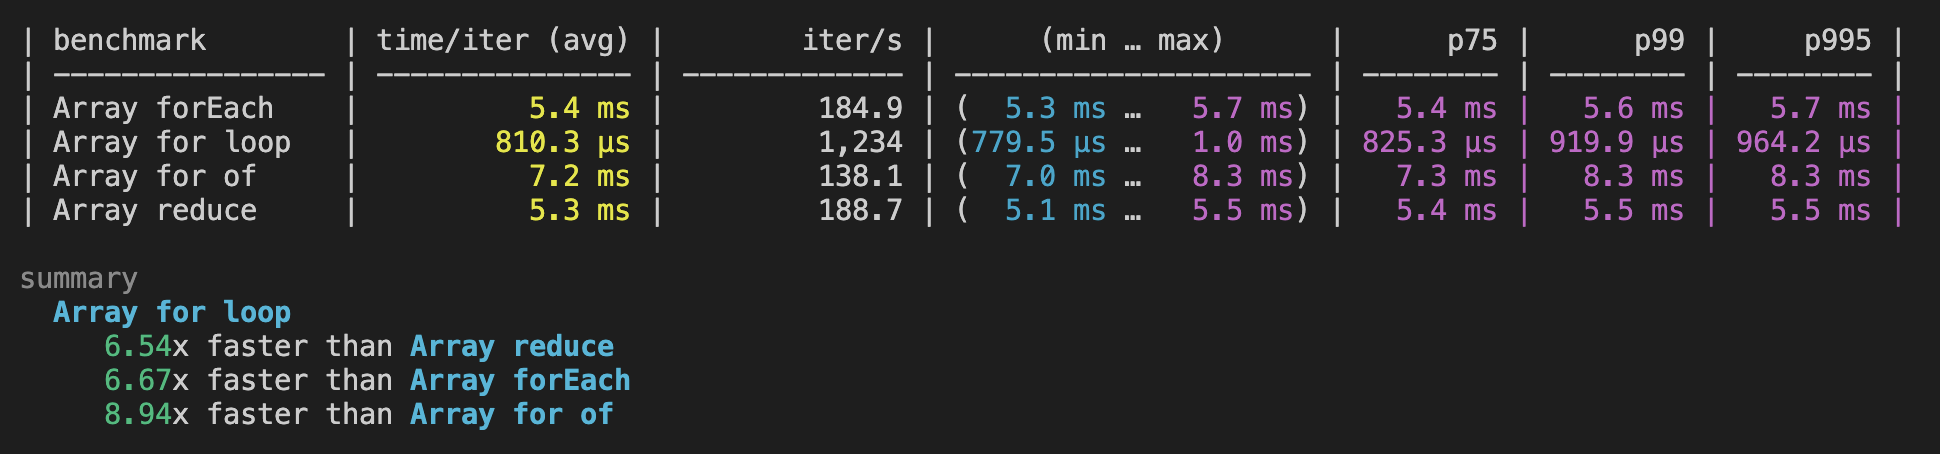 | benchmark        | time/iter (avg) |        iter/s |      (min … max)      |      p75 |      p99 |     p995 |
| ---------------- | --------------- | ------------- | --------------------- | -------- | -------- | -------- |
| Array forEach    |          5.4 ms |         184.9 | (  5.3 ms …   5.7 ms) |   5.4 ms |   5.6 ms |   5.7 ms |
| Array for loop   |        810.3 µs |         1,234 | (779.5 µs …   1.0 ms) | 825.3 µs | 919.9 µs | 964.2 µs |
| Array for of     |          7.2 ms |         138.1 | (  7.0 ms …   8.3 ms) |   7.3 ms |   8.3 ms |   8.3 ms |
| Array reduce     |          5.3 ms |         188.7 | (  5.1 ms …   5.5 ms) |   5.4 ms |   5.5 ms |   5.5 ms |
summary
  Array for loop
     6.54x faster than Array reduce
     6.67x faster than Array forEach
     8.94x faster than Array for of